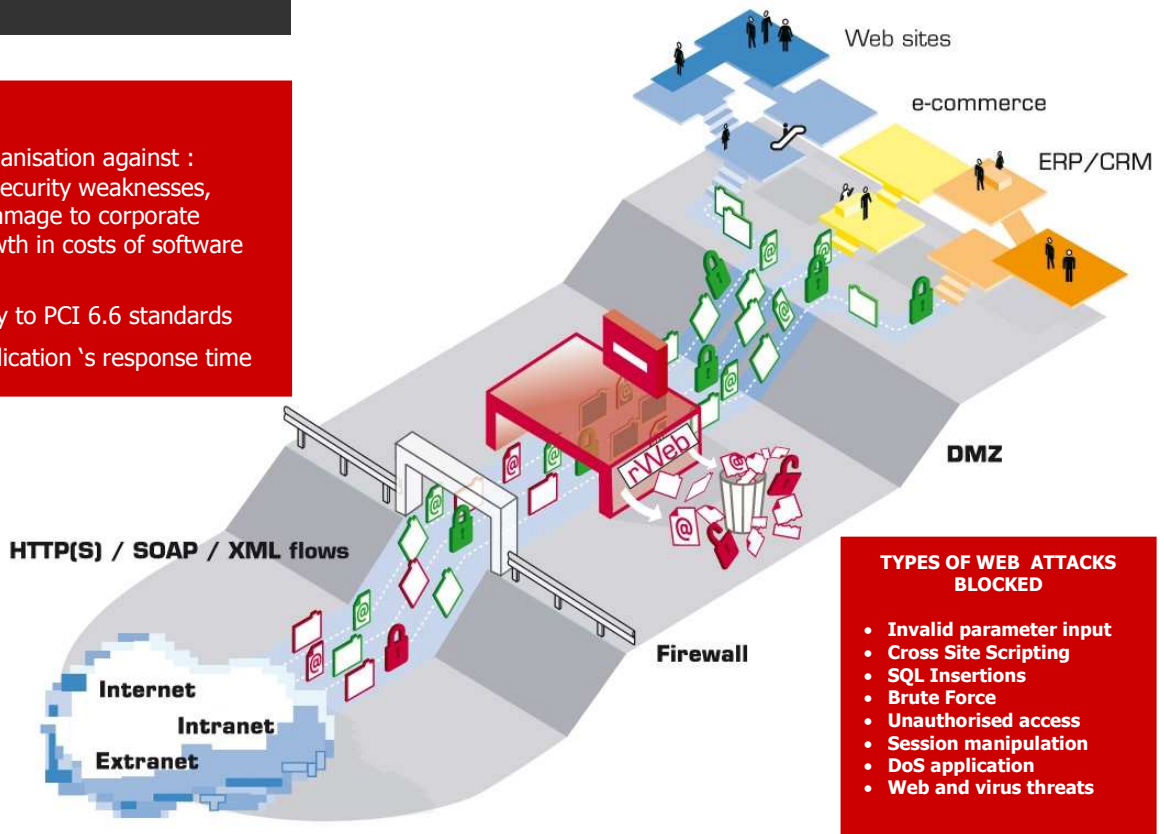 Web sites
e-commerce
ERP/CRM
anisation against :
ecurity weaknesses,
amage to corporate
wth in costs of software
y to PCI 6.6 standards
lication ‘s response time
rWeb
DMZ
HTTP(S) / SOAP / XML flows
Firewall
Internet
Intranet
Extranet
TYPES OF WEB ATTACKS
BLOCKED
• Invalid parameter input
• Cross Site Scripting
• SQL Insertions
• Brute Force
• Unauthorised access
• Session manipulation
• DoS application
• Web and virus threats